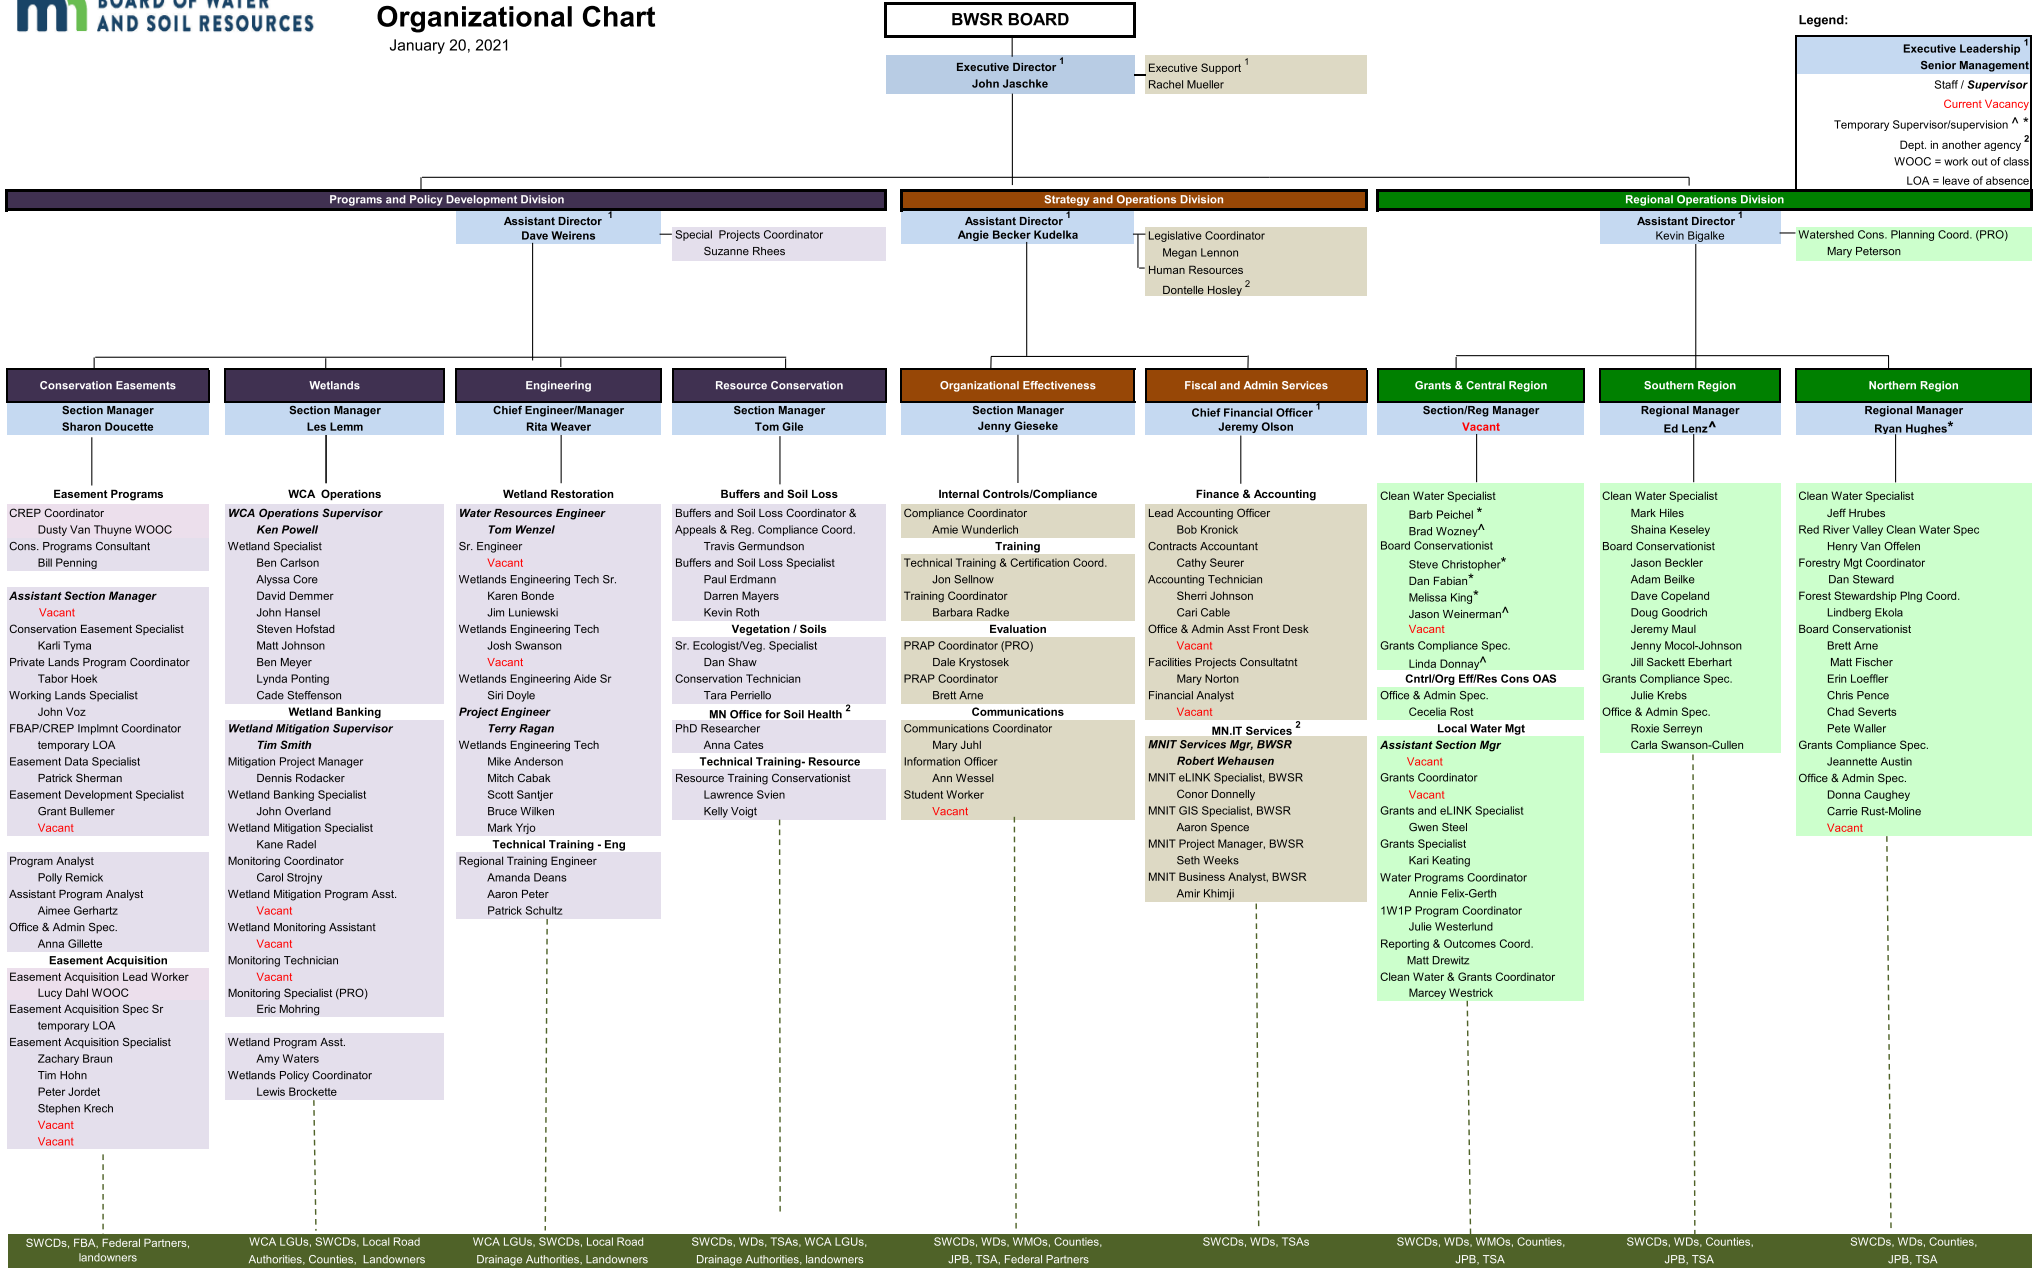 BOARD OF WATER
AND SOIL RESOURCES
Organizational Chart
January 20, 2021
BWSR BOARD
Executive Director 1
John Jaschke
Executive Support 1
Rachel Mueller
Legend:
Executive Leadership 1
Senior Management
Staff / Supervisor
Current Vacancy
Temporary Supervisor/supervision ^ *
Dept. in another agency 2
WOOC = work out of class
LOA = leave of absence
Programs and Policy Development Division
Assistant Director 1
Dave Weirens
Special Projects Coordinator
Suzanne Rhees
Strategy and Operations Division
Assistant Director 1
Angie Becker Kudelka
Legislative Coordinator
Megan Lennon
Human Resources
Dontelle Hosley 2
Regional Operations Division
Assistant Director 1
Kevin Bigalke
Watershed Cons. Planning Coord. (PRO)
Mary Peterson
Conservation Easements
Section Manager
Sharon Doucette
Easement Programs
CREP Coordinator
Dusty Van Thuyne WOOC
Cons. Programs Consultant
Bill Penning
Assistant Section Manager
Vacant
Conservation Easement Specialist
Karli Tyma
Private Lands Program Coordinator
Tabor Hoek
Working Lands Specialist
John Voz
FBAP/CREP Implmnt Coordinator
temporary LOA
Easement Data Specialist
Patrick Sherman
Easement Development Specialist
Grant Bullemer
Vacant
Program Analyst
Polly Remick
Assistant Program Analyst
Aimee Gerhartz
Office & Admin Spec.
Anna Gillette
Easement Acquisition
Easement Acquisition Lead Worker
Lucy Dahl WOOC
Easement Acquisition Spec Sr
temporary LOA
Easement Acquisition Specialist
Zachary Braun
Tim Hohn
Peter Jordet
Stephen Krech
Vacant
Vacant
SWCDs, FBA, Federal Partners,
landowners
Wetlands
Section Manager
Les Lemm
WCA Operations
WCA Operations Supervisor
Ken Powell
Wetland Specialist
Ben Carlson
Alyssa Core
David Demmer
John Hansel
Steven Hofstad
Matt Johnson
Ben Meyer
Lynda Ponting
Cade Steffenson
Wetland Banking
Wetland Mitigation Supervisor
Tim Smith
Mitigation Project Manager
Dennis Rodacker
Wetland Banking Specialist
John Overland
Wetland Mitigation Specialist
Kane Radel
Monitoring Coordinator
Carol Strojny
Wetland Mitigation Program Asst.
Vacant
Wetland Monitoring Assistant
Vacant
Monitoring Technician
Vacant
Monitoring Specialist (PRO)
Eric Mohring
Wetland Program Asst.
Amy Waters
Wetlands Policy Coordinator
Lewis Brockette
WCA LGUs, SWCDs, Local Road
Authorities, Counties, Landowners
Engineering
Chief Engineer/Manager
Rita Weaver
Wetland Restoration
Water Resources Engineer
Tom Wenzel
Sr. Engineer
Vacant
Wetlands Engineering Tech Sr.
Karen Bonde
Jim Luniewski
Wetlands Engineering Tech
Josh Swanson
Vacant
Wetlands Engineering Aide Sr
Siri Doyle
Project Engineer
Terry Ragan
Wetlands Engineering Tech
Mike Anderson
Mitch Cabak
Scott Santjer
Bruce Wilken
Mark Yrjo
Technical Training - Eng
Regional Training Engineer
Amanda Deans
Aaron Peter
Patrick Schultz
WCA LGUs, SWCDs, Local Road
Drainage Authorities, Landowners
Resource Conservation
Section Manager
Tom Gile
Buffers and Soil Loss
Buffers and Soil Loss Coordinator &
Appeals & Reg. Compliance Coord.
Travis Germundson
Buffers and Soil Loss Specialist
Paul Erdmann
Darren Mayers
Kevin Roth
Vegetation / Soils
Sr. Ecologist/Veg. Specialist
Dan Shaw
Conservation Technician
Tara Perriello
MN Office for Soil Health 2
PhD Researcher
Anna Cates
Technical Training- Resource
Resource Training Conservationist
Lawrence Svien
Kelly Voigt
SWCDs, WDs, TSAs, WCA LGUs,
Drainage Authorities, landowners
Organizational Effectiveness
Section Manager
Jenny Gieseke
Internal Controls/Compliance
Compliance Coordinator
Amie Wunderlich
Training
Technical Training & Certification Coord.
Jon Sellnow
Training Coordinator
Barbara Radke
Evaluation
PRAP Coordinator (PRO)
Dale Krystosek
PRAP Coordinator
Brett Arne
Communications
Communications Coordinator
Mary Juhl
Information Officer
Ann Wessel
Student Worker
Vacant
SWCDs, WDs, WMOs, Counties,
JPB, TSA, Federal Partners
Fiscal and Admin Services
Chief Financial Officer 1
Jeremy Olson
Finance & Accounting
Lead Accounting Officer
Bob Kronick
Contracts Accountant
Cathy Seurer
Accounting Technician
Sherri Johnson
Cari Cable
Office & Admin Asst Front Desk
Vacant
Facilities Projects Consultatnt
Mary Norton
Financial Analyst
Vacant
MN.IT Services 2
MNIT Services Mgr, BWSR
Robert Wehausen
MNIT eLINK Specialist, BWSR
Conor Donnelly
MNIT GIS Specialist, BWSR
Aaron Spence
MNIT Project Manager, BWSR
Seth Weeks
MNIT Business Analyst, BWSR
Amir Khimji
SWCDs, WDs, TSAs
Grants & Central Region
Section/Reg Manager
Vacant
Clean Water Specialist
Barb Peichel *
Brad Wozney^
Board Conservationist
Steve Christopher*
Dan Fabian*
Melissa King*
Jason Weinerman^
Vacant
Grants Compliance Spec.
Linda Donnay^
Cntrl/Org Eff/Res Cons OAS
Office & Admin Spec.
Cecelia Rost
Local Water Mgt
Assistant Section Mgr
Vacant
Grants Coordinator
Vacant
Grants and eLINK Specialist
Gwen Steel
Grants Specialist
Kari Keating
Water Programs Coordinator
Annie Felix-Gerth
1W1P Program Coordinator
Julie Westerlund
Reporting & Outcomes Coord.
Matt Drewitz
Clean Water & Grants Coordinator
Marcey Westrick
SWCDs, WDs, WMOs, Counties,
JPB, TSA
Southern Region
Regional Manager
Ed Lenz^
Clean Water Specialist
Mark Hiles
Shaina Keseley
Board Conservationist
Jason Beckler
Adam Beilke
Dave Copeland
Doug Goodrich
Jeremy Maul
Jenny Mocol-Johnson
Jill Sackett Eberhart
Grants Compliance Spec.
Julie Krebs
Office & Admin Spec.
Roxie Serreyn
Carla Swanson-Cullen
SWCDs, WDs, Counties,
JPB, TSA
Northern Region
Regional Manager
Ryan Hughes*
Clean Water Specialist
Jeff Hrubes
Red River Valley Clean Water Spec
Henry Van Offelen
Forestry Mgt Coordinator
Dan Steward
Forest Stewardship Plng Coord.
Lindberg Ekola
Board Conservationist
Brett Arne
Matt Fischer
Erin Loeffler
Chris Pence
Chad Severts
Pete Waller
Grants Compliance Spec.
Jeannette Austin
Office & Admin Spec.
Donna Caughey
Carrie Rust-Moline
Vacant
SWCDs, WDs, Counties,
JPB, TSA